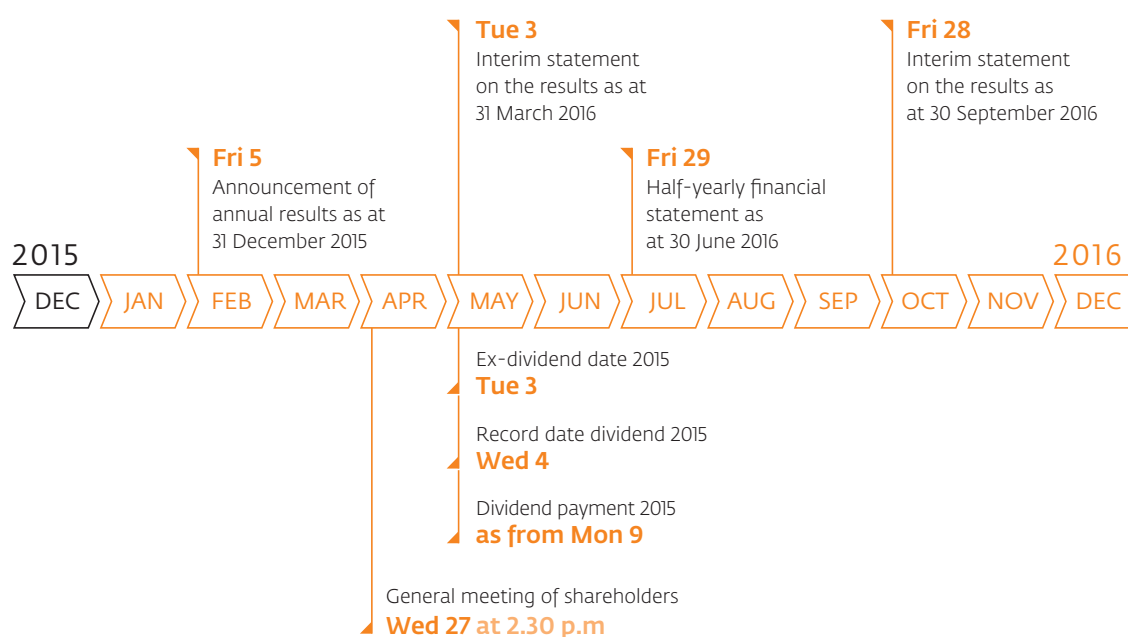 Tue 3
Interim statement
on the results as at
31 March 2016
Fri 28
Interim statement
on the results as
at 30 September 2016
Fri 5
Announcement of
annual results as at
31 December 2015
Fri 29
Half-yearly financial
statement as
at 30 June 2016
2015
2016
DEC JAN FEB MAR APR MAY JUN JUL AUG SEP OCT NOV DEC
Ex-dividend date 2015
Tue 3
Record date dividend 2015
Wed 4
Dividend payment 2015
as from Mon 9
General meeting of shareholders
Wed 27 at 2.30 p.m